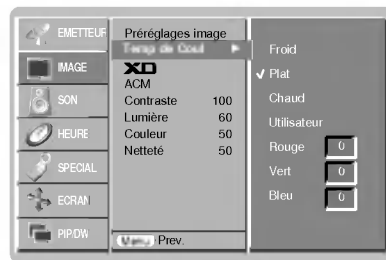 EMETTEUR
IMAGE
SON
HEURE
SPECIAL
ECRAN
PIP/DW
Préréglages image
Temp de Coul
XD
ACM
Contraste 100
Lumière 60
Couleur 50
Netteté 50
Menu Prev.
Froid
✓ Plat
Chaud
Utilisateur
Rouge 0
Vert 0
Bleu 0